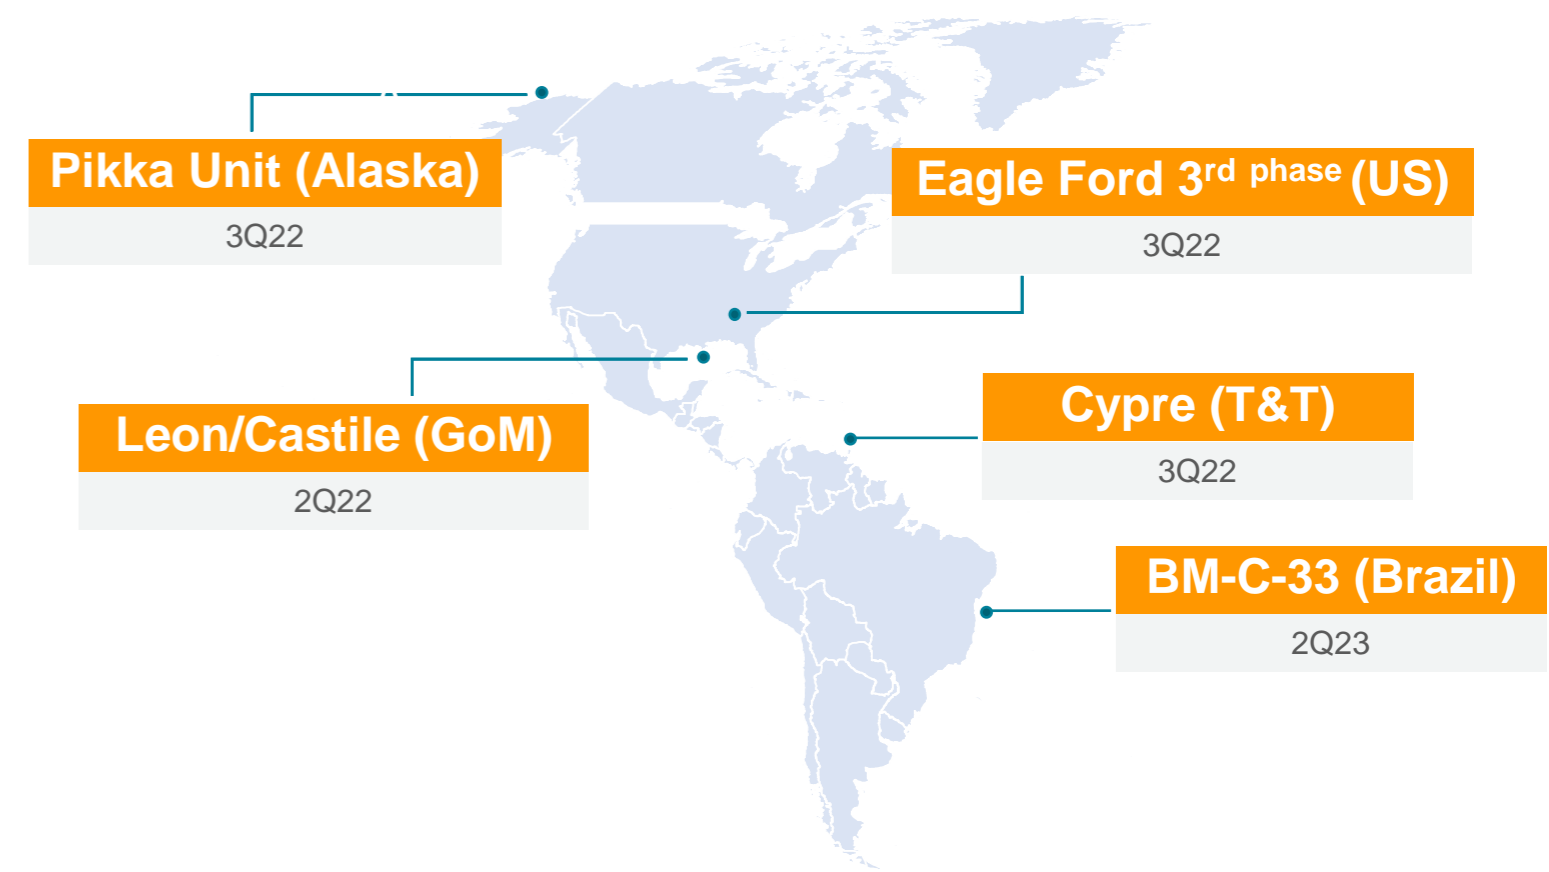 Pikka Unit (Alaska)
3Q22
Eagle Ford 3rd phase (US)
3Q22
Leon/Castile (GoM)
2Q22
Cypre (T&T)
3Q22
BM-C-33 (Brazil)
2Q23